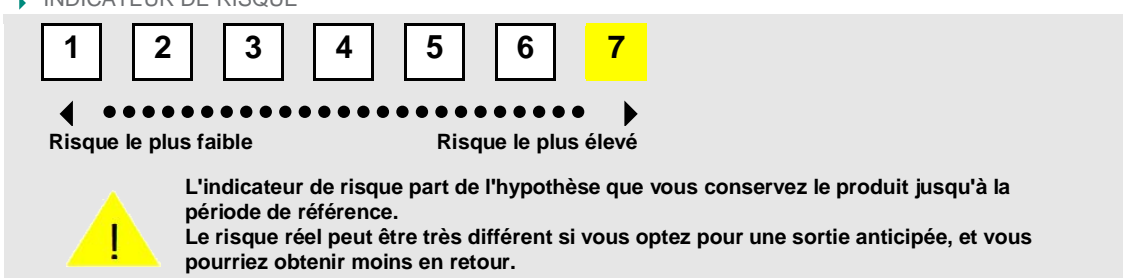 INDICATEUR DE RISQUE
1 2 3 4 5 6 7
Risque le plus faible Risque le plus élevé
L'indicateur de risque part de l'hypothèse que vous conservez le produit jusqu'à la
période de référence.
Le risque réel peut être très différent si vous optez pour une sortie anticipée, et vous
pourriez obtenir moins en retour.
!